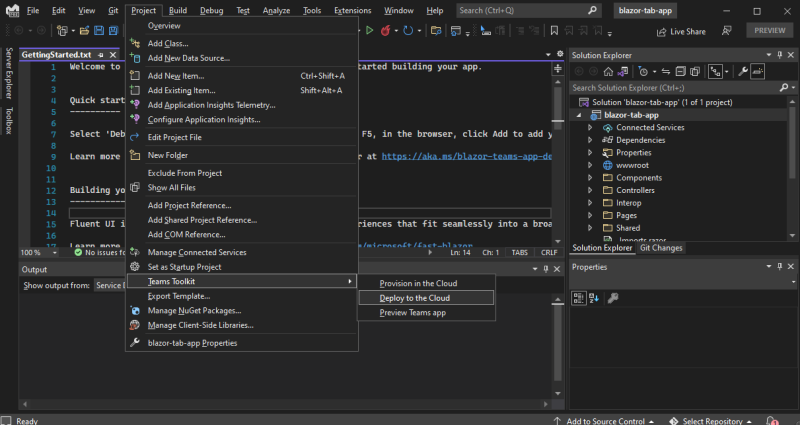 File Edit View Git Project Build Debug Test Analyze Tools Extensions Window Help Search (Ctrl+Q) blazor-tab-app
Live Share PREVIEW
Server Explorer
Toolbox
GettingStarted.txt
1 Welcome to
started building your app.
2
3
4 Quick start
5 -----------
6
7 Select 'Deb
F5, in the browser, click Add to add y
8
9 Learn more
r at https://aka.ms/blazor-teams-app-de
10
11
12 Building yo
13 -----------
14
15 Fluent UI i
eriences that fit seamlessly into a broa
16
17 Learn more
/microsoft/fast-blazor
100 % No issues fo
Ln: 14 Ch: 1 TABS CRLF
Output
Show output from: Service D
Overview
Add Class...
Add New Data Source...
Add New Item... Ctrl+Shift+A
Add Existing Item... Shift+Alt+A
Add Application Insights Telemetry...
Configure Application Insights...
Edit Project File
New Folder
Exclude From Project
Show All Files
Add Project Reference...
Add Shared Project Reference...
Add COM Reference...
Manage Connected Services
Set as Startup Project
Teams Toolkit
Export Template...
Manage NuGet Packages...
Manage Client-Side Libraries...
blazor-tab-app Properties
Provision in the Cloud
Deploy to the Cloud
Preview Teams app
Solution Explorer
Search Solution Explorer (Ctrl+;)
Solution 'blazor-tab-app' (1 of 1 project)
blazor-tab-app
Connected Services
Dependencies
Properties
wwwroot
Components
Controllers
Interop
Pages
Shared
_Imports.razor
Solution Explorer Git Changes
Properties
Ready
Add to Source Control Select Repository 1